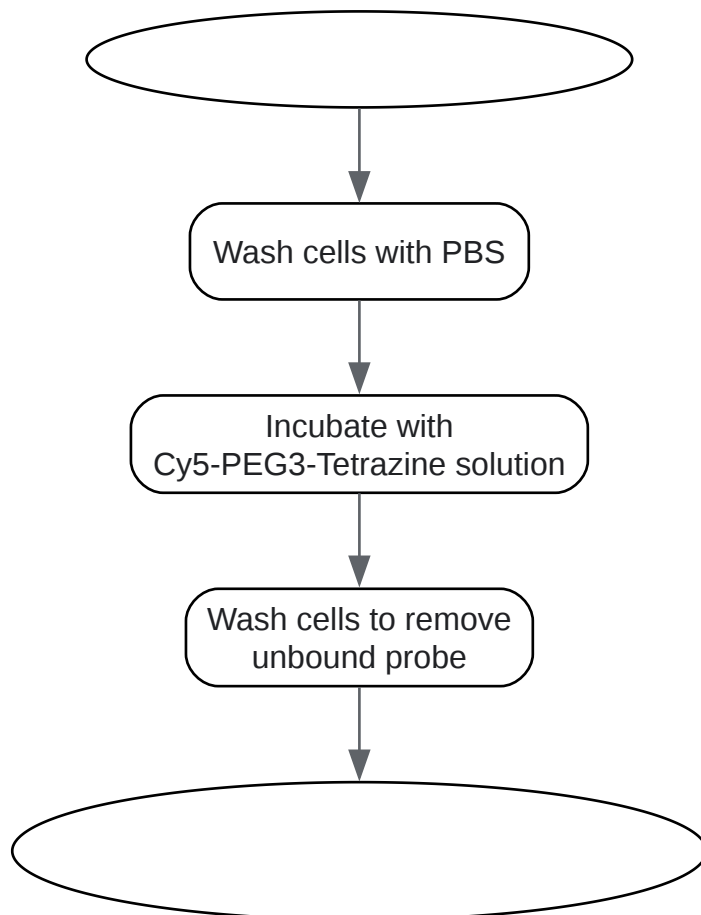 Wash cells with PBS
Incubate with
Cy5-PEG3-Tetrazine solution
Wash cells to remove
unbound probe